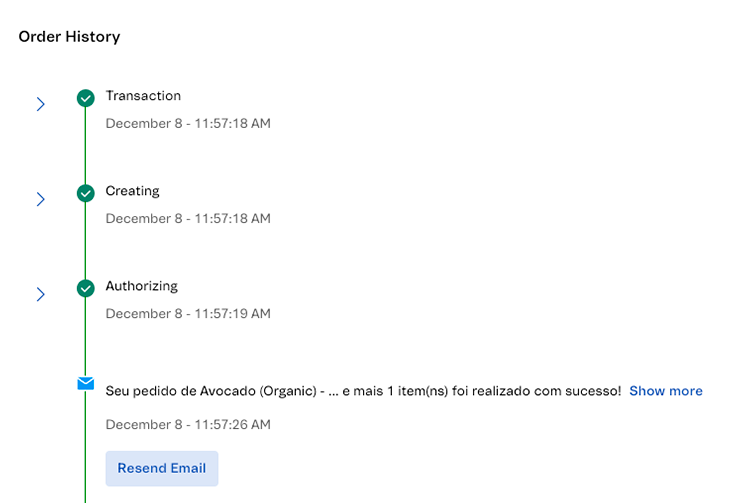 Order History
Transaction
December 8 - 11:57:18 AM
Creating
December 8 - 11:57:18 AM
Authorizing
December 8 - 11:57:19 AM
Seu pedido de Avocado (Organic) - ... e mais 1 item(ns) foi realizado com sucesso! Show more
December 8 - 11:57:26 AM
Resend Email